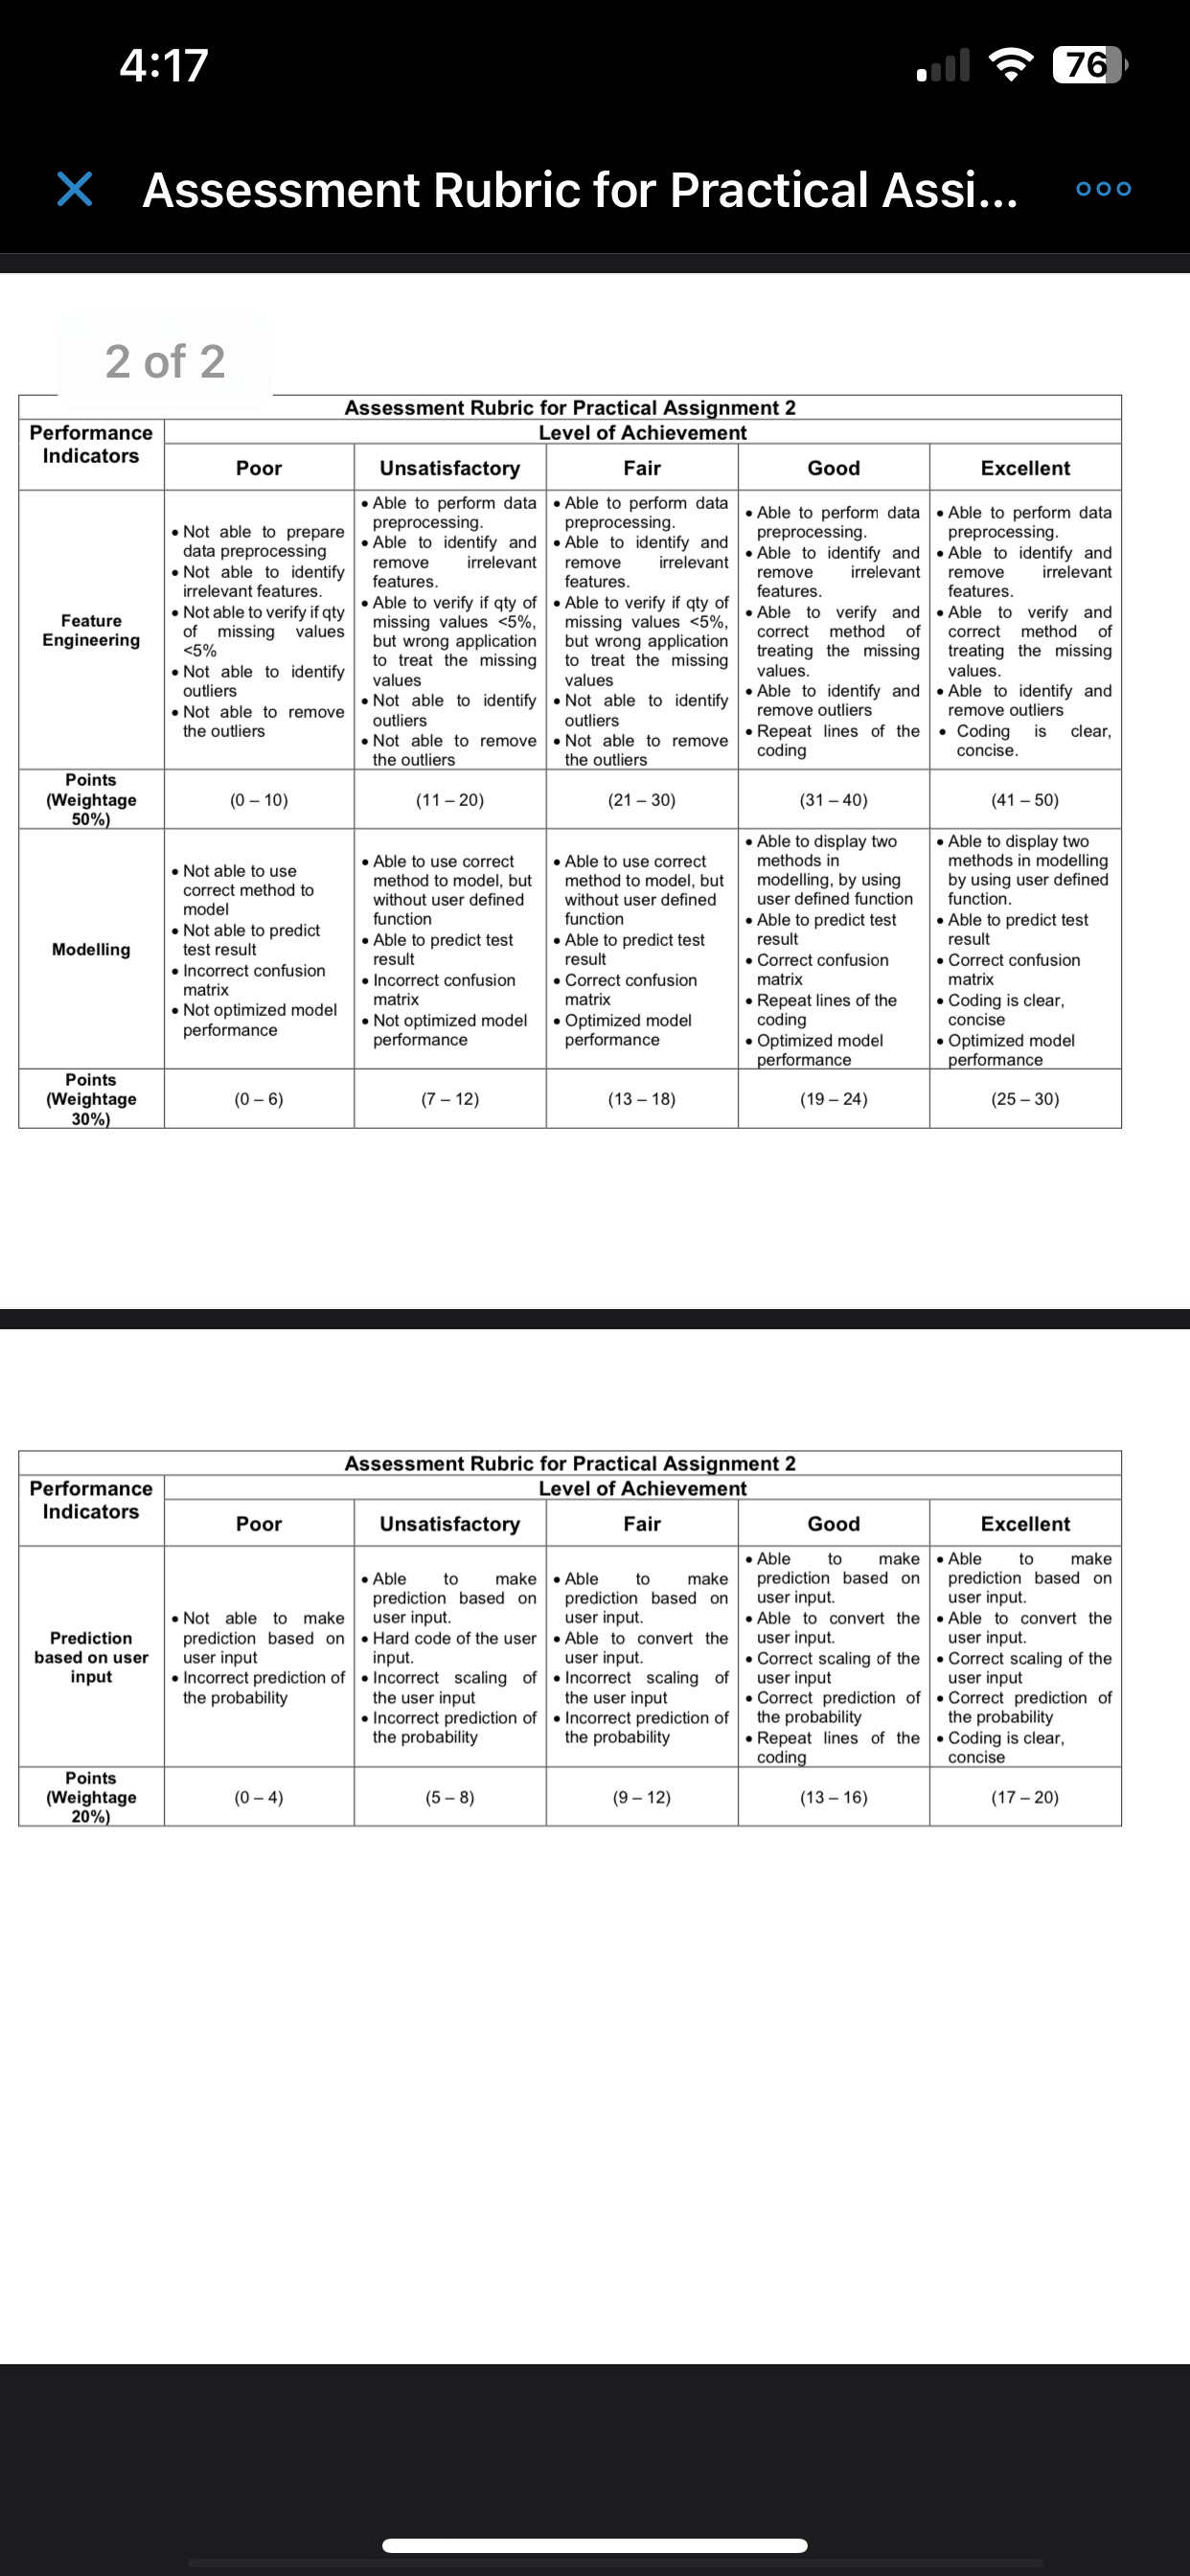 4:17
76
Assessment Rubric for Practical Assi...
2 of 2
Assessment Rubric for Practical Assignment 2
Performance
Indicators
Level of Achievement
Poor
Unsatisfactory
Fair
Good
Excellent
Feature
Engineering
• Not able to prepare
data preprocessing
• Not able to identify
irrelevant features.
• Not able to verify if qty
of missing values
<5%
• Not able to identify
outliers
• Not able to remove
the outliers
• Able to perform data
preprocessing.
• Able to identify and
remove irrelevant
features.
• Able to verify if qty of
missing values <5%,
but wrong application
to treat the missing
values
• Not able to identify
outliers
• Not able to remove
the outliers
• Able to perform data
preprocessing.
• Able to identify and
remove irrelevant
features.
• Able to verify if qty of
missing values <5%,
but wrong application
to treat the missing
values
• Not able to identify
outliers
• Not able to remove
the outliers
• Able to perform data
preprocessing.
• Able to identify and
remove irrelevant
features.
• Able to verify and
correct method of
treating the missing
values.
• Able to identify and
remove outliers
• Repeat lines of the
coding
• Able to perform data
preprocessing.
• Able to identify and
remove irrelevant
features.
• Able to verify and
correct method of
treating the missing
values.
• Able to identify and
remove outliers
• Coding is clear,
concise.
Points
(Weightage
50%)
(0 – 10)
(11 – 20)
(21 – 30)
(31 – 40)
(41 – 50)
Modelling
• Not able to use
correct method to
model
• Not able to predict
test result
• Incorrect confusion
matrix
• Not optimized model
performance
• Able to use correct
method to model, but
without user defined
function
• Able to predict test
result
• Incorrect confusion
matrix
• Not optimized model
performance
• Able to use correct
method to model, but
without user defined
function
• Able to predict test
result
• Correct confusion
matrix
• Optimized model
performance
• Able to display two
methods in
modelling, by using
user defined function
• Able to predict test
result
• Correct confusion
matrix
• Repeat lines of the
coding
• Optimized model
performance
• Able to display two
methods in modelling
by using user defined
function.
• Able to predict test
result
• Correct confusion
matrix
• Coding is clear,
concise
• Optimized model
performance
Points
(Weightage
30%)
(0 – 6)
(7 – 12)
(13 – 18)
(19 – 24)
(25 – 30)
Assessment Rubric for Practical Assignment 2
Performance
Indicators
Level of Achievement
Poor
Unsatisfactory
Fair
Good
Excellent
Prediction
based on user
input
• Not able to make
prediction based on
user input
• Incorrect prediction of
the probability
• Able to make
prediction based on
user input.
• Hard code of the user
input.
• Incorrect scaling of
the user input
• Incorrect prediction of
the probability
• Able to make
prediction based on
user input.
• Able to convert the
user input.
• Incorrect scaling of
the user input
• Incorrect prediction of
the probability
• Able to make
prediction based on
user input.
• Able to convert the
user input.
• Correct scaling of the
user input
• Correct prediction of
the probability
• Repeat lines of the
coding
• Able to make
prediction based on
user input.
• Able to convert the
user input.
• Correct scaling of the
user input
• Correct prediction of
the probability
• Coding is clear,
concise
Points
(Weightage
20%)
(0 – 4)
(5 – 8)
(9 – 12)
(13 – 16)
(17 – 20)